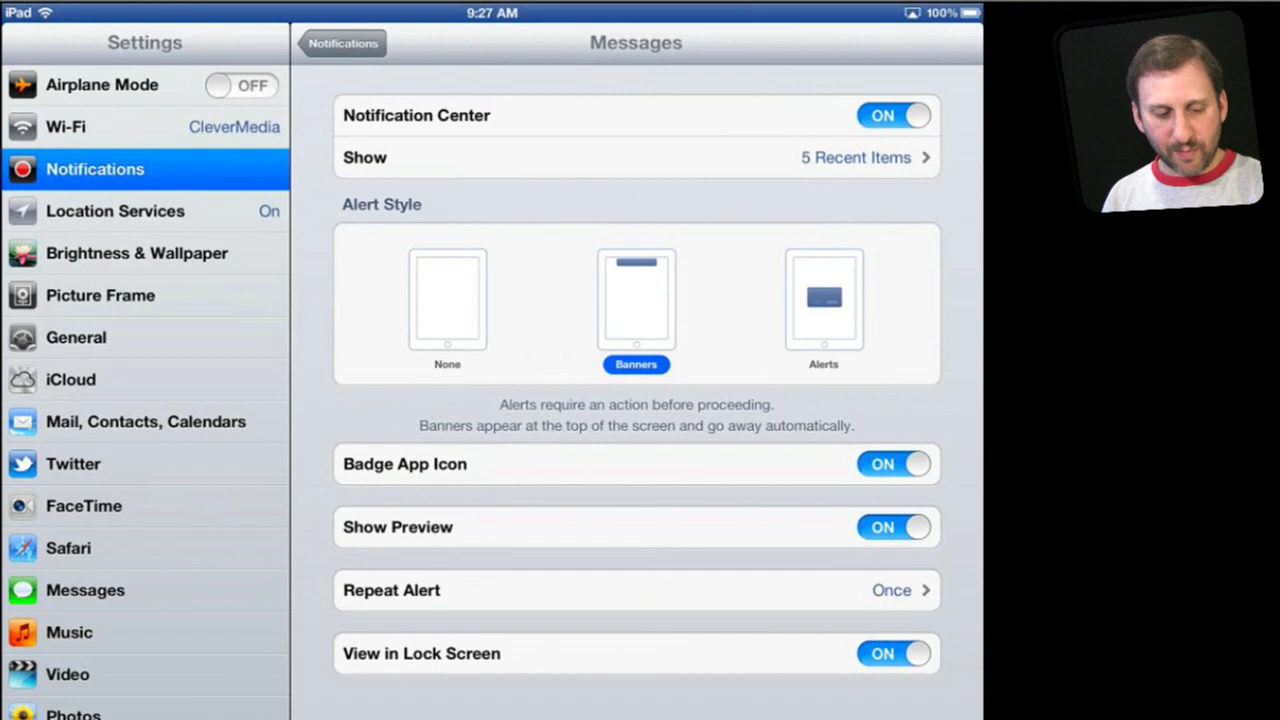 iPad 9:27 AM 100%
Settings
Notifications Messages
Airplane Mode OFF
Wi-Fi CleverMedia
Notifications
Location Services On
Brightness & Wallpaper
Picture Frame
General
iCloud
Mail, Contacts, Calendars
Twitter
FaceTime
Safari
Messages
Music
Video
Photos
Notification Center ON
Show 5 Recent Items
Alert Style
None Banners Alerts
Alerts require an action before proceeding.
Banners appear at the top of the screen and go away automatically.
Badge App Icon ON
Show Preview ON
Repeat Alert Once
View in Lock Screen ON